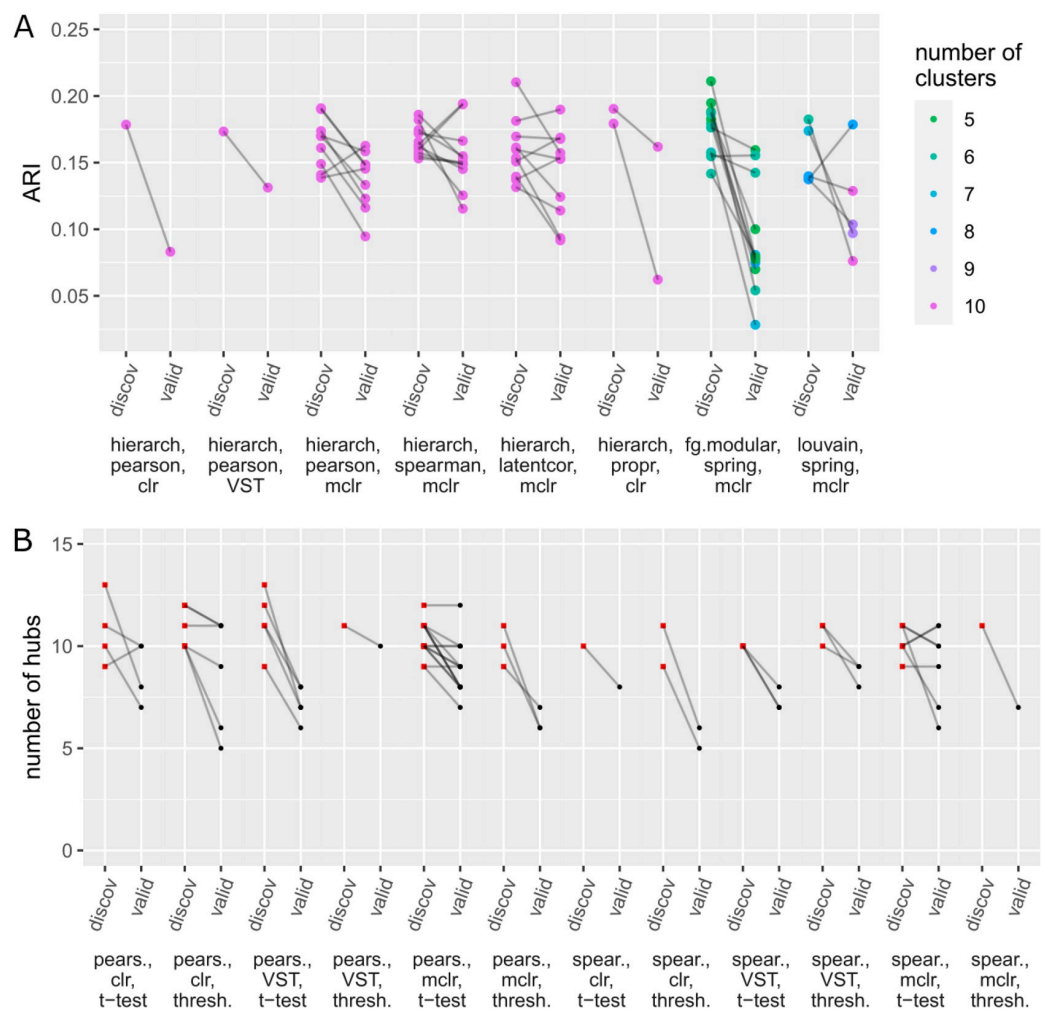 A
0.25
0.20
0.15
0.10
0.05
ARI
discov valid discov valid discov valid discov valid discov valid discov valid discov valid discov valid
hierarch, hierarch, hierarch, hierarch, hierarch, hierarch, fg.modular, louvain,
pearson, pearson, pearson, spearman, latentcor, propr, spring, spring,
clr VST mclr mclr mclr clr mclr mclr
number of
clusters
5
6
7
8
9
10
B
15
10
5
0
number of hubs
discov valid discov valid discov valid discov valid discov valid discov valid discov valid discov valid discov valid discov valid discov valid discov valid
pears., pears., pears., pears., pears., pears., spear., spear., spear., spear., spear., spear.,
clr, clr, VST, VST, mclr, mclr, clr, clr, VST, VST, mclr, mclr,
t−test thresh. t−test thresh. t−test thresh. t−test thresh. t−test thresh. t−test thresh.